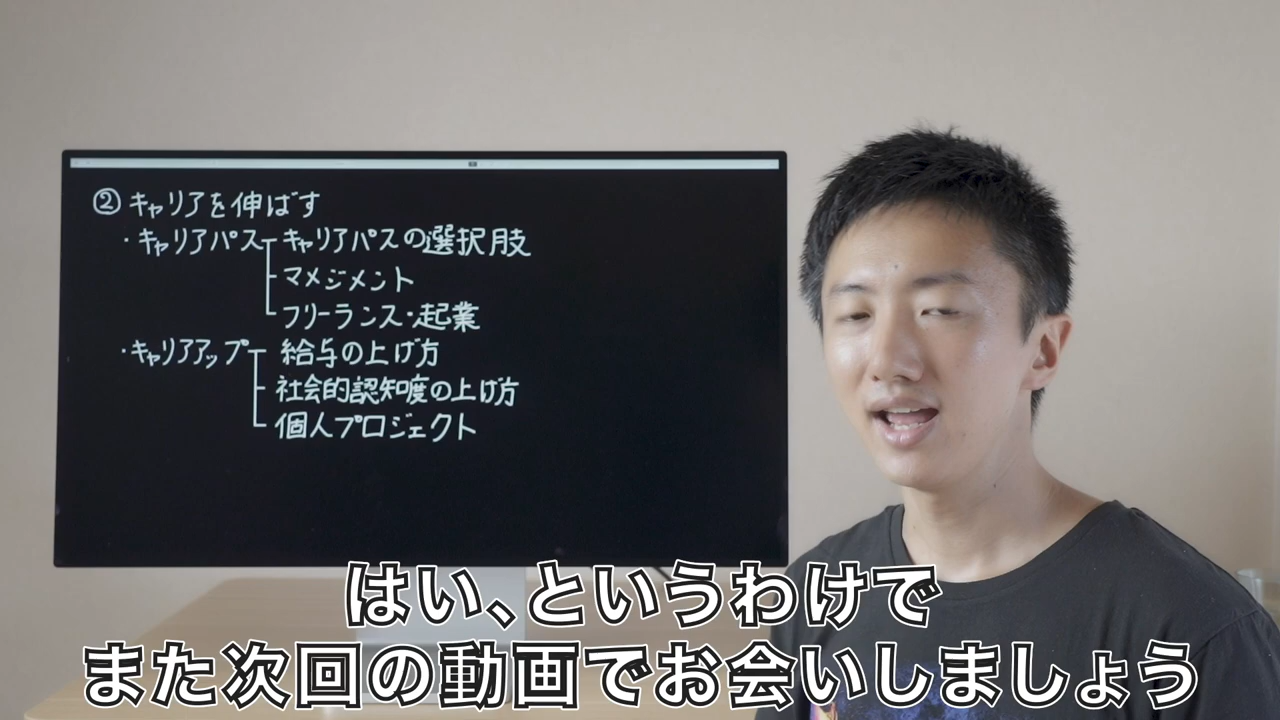 ②キャリアを伸ばす
・キャリアパス キャリアパスの選択肢
マメジメント
フリーランス・起業
・キャリアアップ 給与の上げ方
社会的認知度の上げ方
個人プロジェクト
はい、というわけで
また次回の動画でお会いしましょう